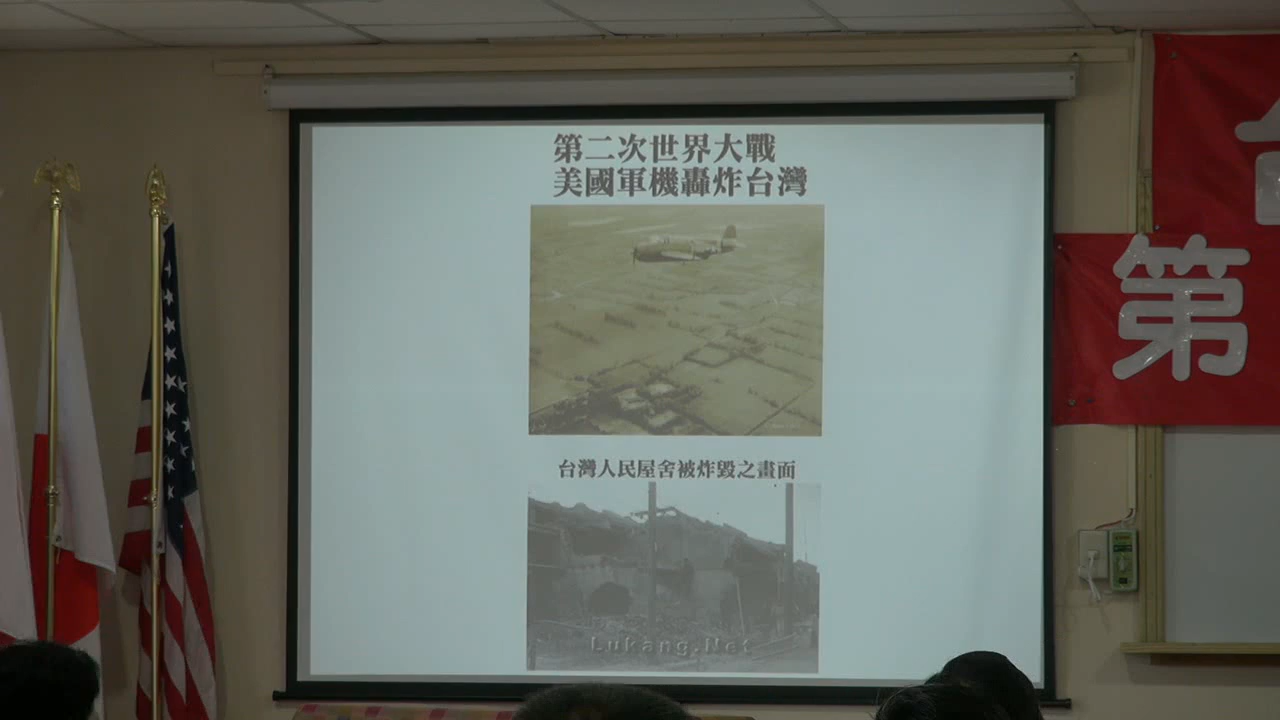 第二次世界大戰
美國軍機轟炸台灣
台灣人民屋舍被炸毀之畫面
Lukang.Net
第